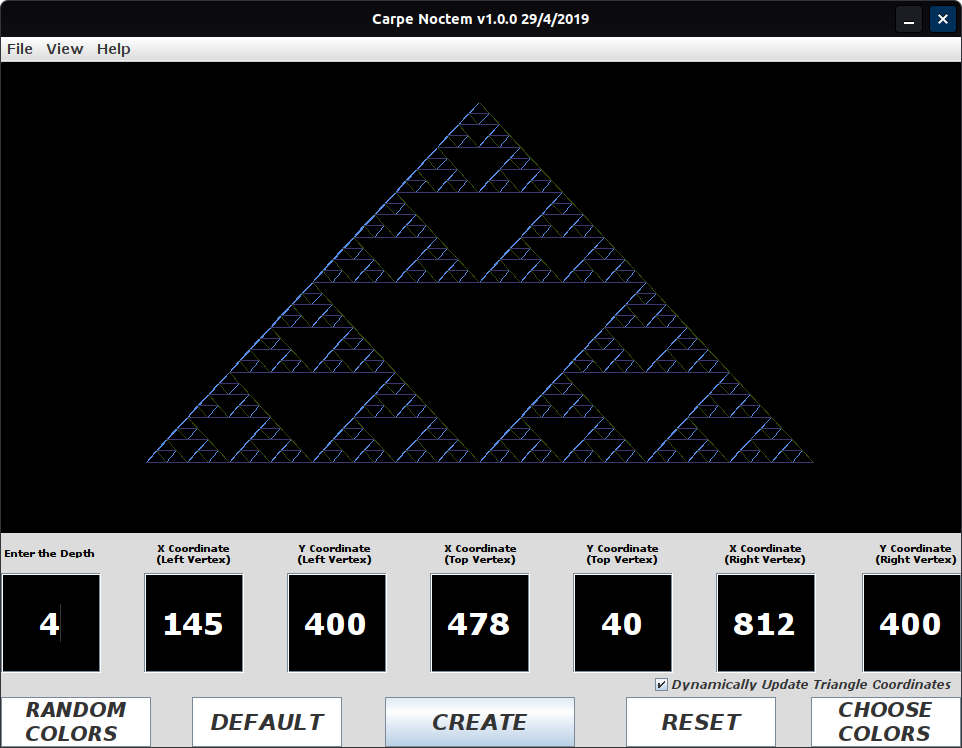 Carpe Noctem v1.0.0 29/4/2019
File View Help
Enter the Depth
X Coordinate
(Left Vertex)
Y Coordinate
(Left Vertex)
X Coordinate
(Top Vertex)
Y Coordinate
(Top Vertex)
X Coordinate
(Right Vertex)
Y Coordinate
(Right Vertex)
4 145 400 478 40 812 400
Dynamically Update Triangle Coordinates
RANDOM
COLORS
DEFAULT
CREATE
RESET
CHOOSE
COLORS